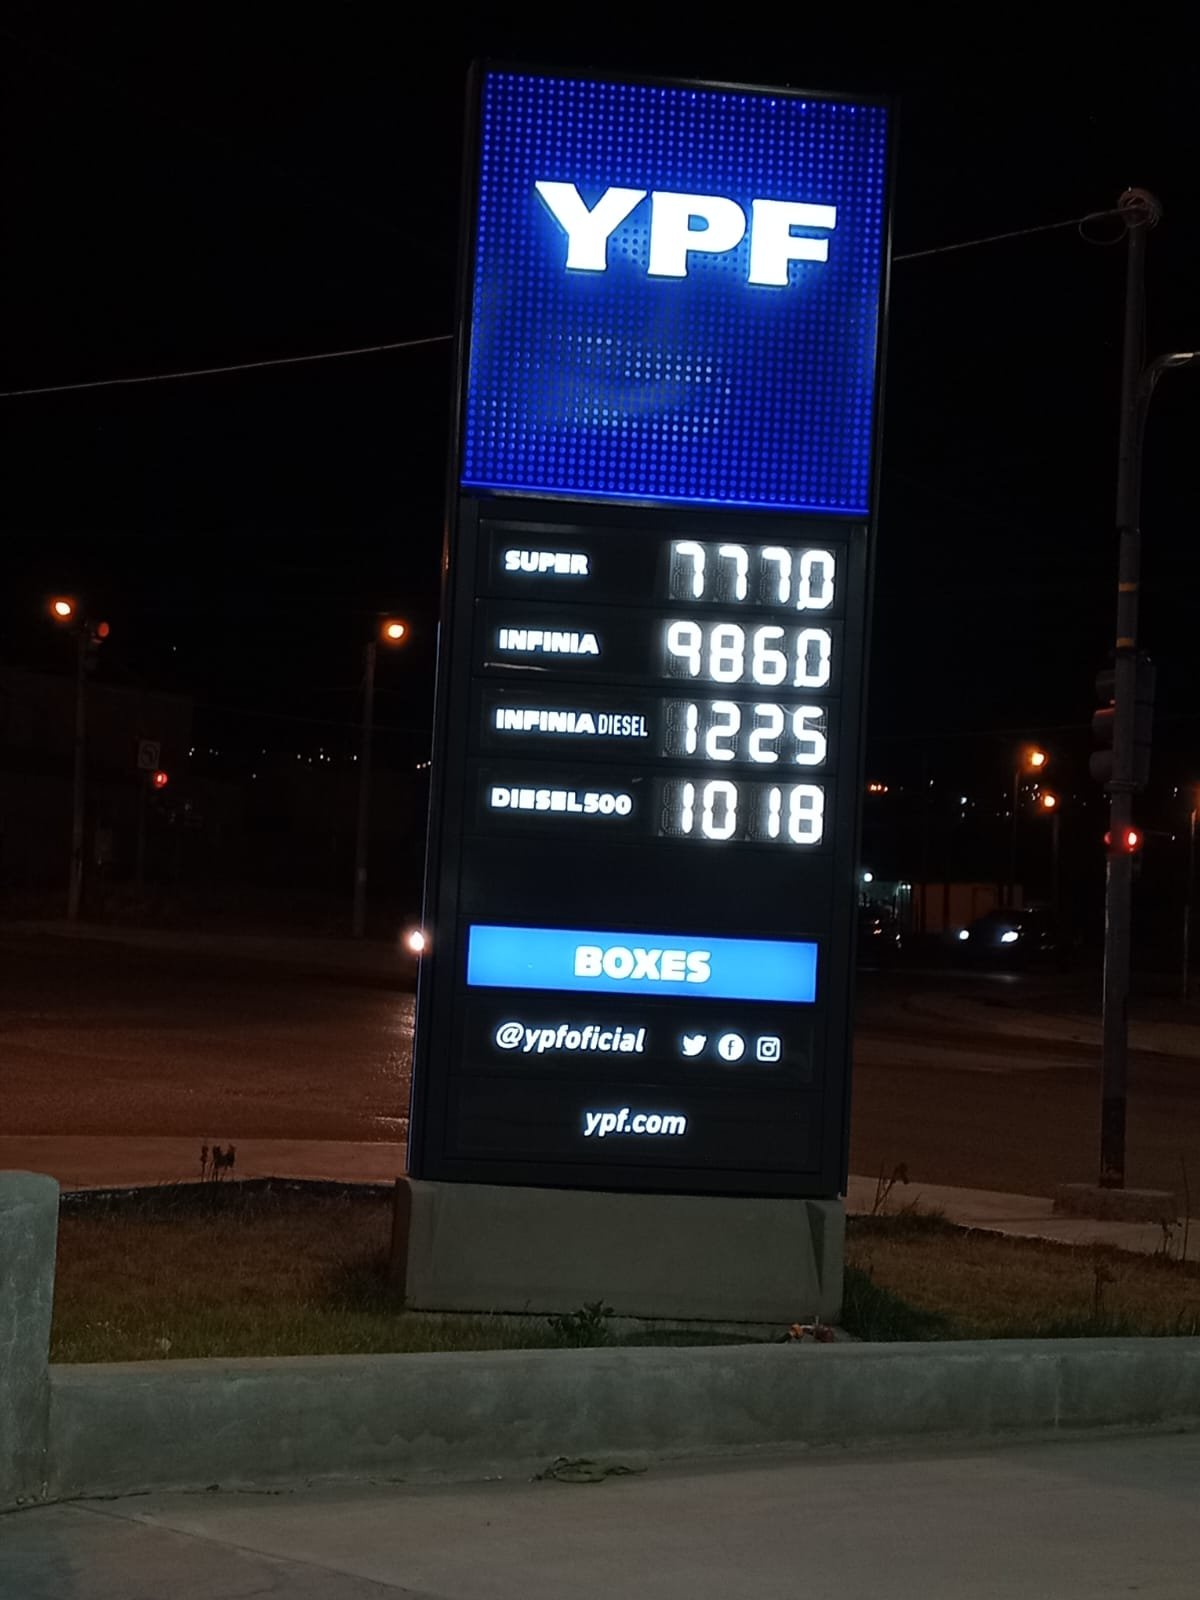 YPF
SUPER 777.0
INFINIA 986.0
INFINIA DIESEL 1225
DIESEL500 1018
BOXES
@ypfoficial
ypf.com